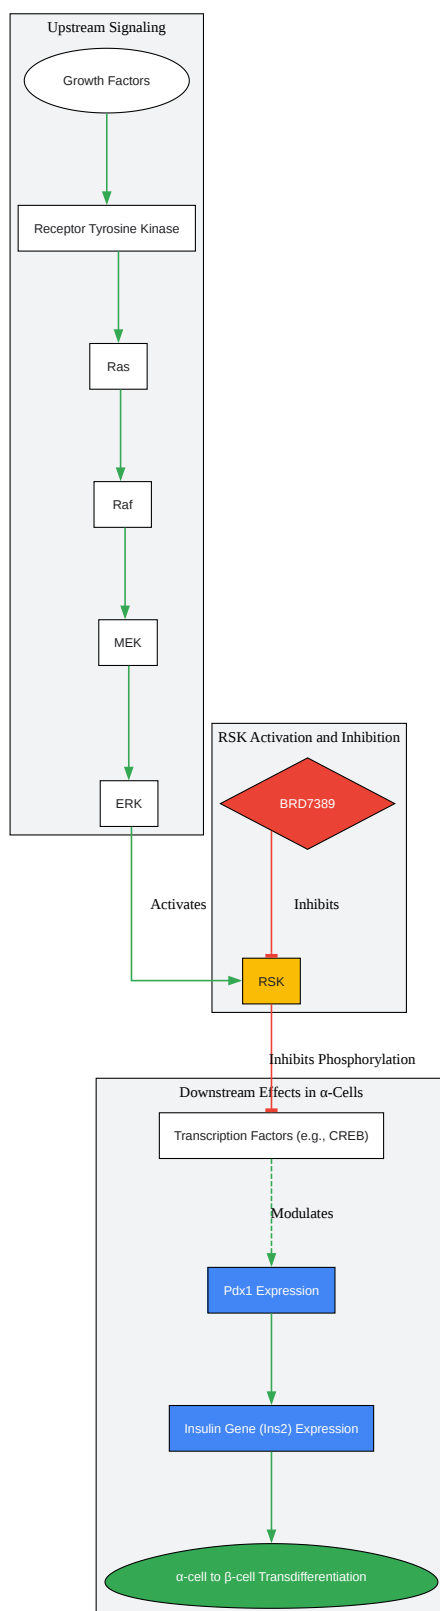 Upstream Signaling
Growth Factors
Receptor Tyrosine Kinase
Ras
Raf
MEK
ERK
RSK Activation and Inhibition
BRD7389
Activates
Inhibits
RSK
Inhibits Phosphorylation
Downstream Effects in α-Cells
Transcription Factors (e.g., CREB)
Modulates
Pdx1 Expression
Insulin Gene (Ins2) Expression
α-cell to β-cell Transdifferentiation